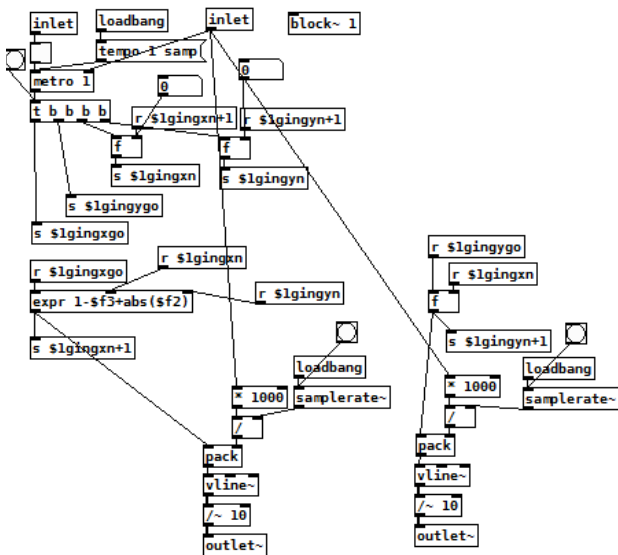 inlet
loadbang
inlet
block~ 1
tempo 1 samp
metro 1
0
0
t b b b b
r $1gingxn+1
r $1gingyn+1
f
f
s $1gingxn
s $1gingyn
s $1gingygo
s $1gingxgo
r $1gingygo
r $1gingxn
r $1gingxgo
r $1gingxn
r $1gingyn
expr 1-$f3+abs($f2)
f
s $1gingxn+1
s $1gingyn+1
loadbang
loadbang
* 1000
samplerate~
* 1000
samplerate~
/
/
pack
pack
vline~
vline~
/~ 10
/~ 10
outlet~
outlet~